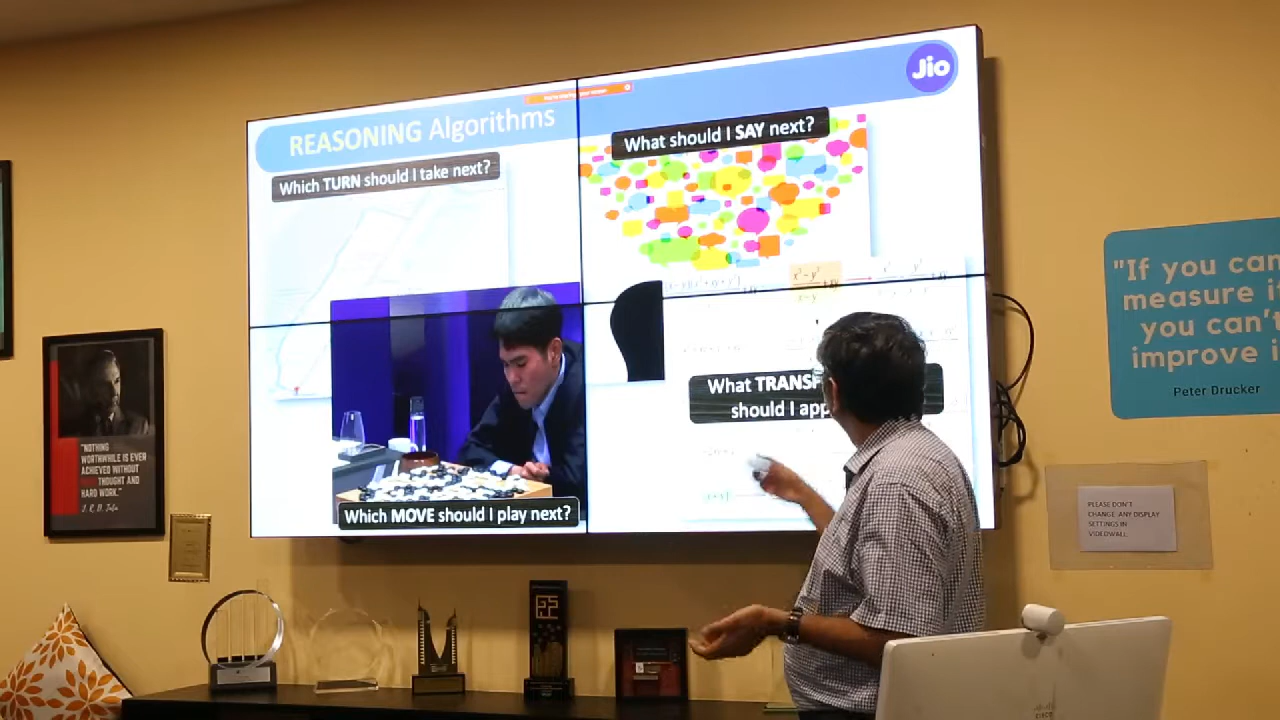 REASONING Algorithms
Jio
Which TURN should I take next?
What should I SAY next?
What TRANSF
should I app
Which MOVE should I play next?
"If you can
measure i
you can't
improve i
Peter Drucker
"NOTHING
WORTHWHILE IS EVER
ACHIEVED WITHOUT
THOUGHT AND
HARD WORK."
J. R. D. Tata
PLEASE DON'T
CHANGE ANY DISPLAY
SETTINGS IN
VIDEOWALL.
CISCO